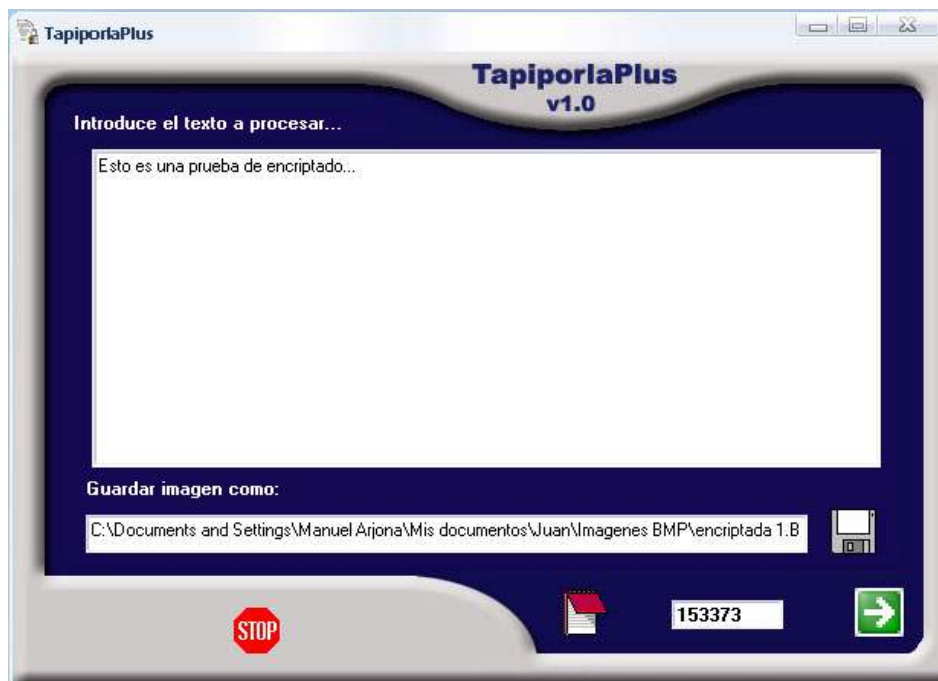 TapiporlaPlus
TapiporlaPlus
v1.0
Introduce el texto a procesar...
Esto es una prueba de encriptado...
Guardar imagen como:
C:\Documents and Settings\Manuel Arjona\Mis documentos\Juan\Imagenes BMP\encriptada 1.B
STOP
153373